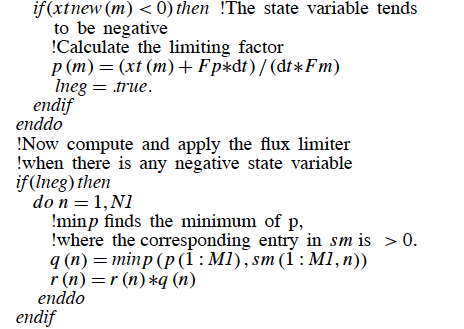 if(xtnew(m) < 0) then !The state variable tends
to be negative
!Calculate the limiting factor
p(m) = (xt(m) + Fp*dt)/(dt*Fm)
lneg = .true.
endif
enddo
!Now compute and apply the flux limiter
!when there is any negative state variable
if(lneg) then
do n = 1, N1
!minp finds the minimum of p,
!where the corresponding entry in sm is > 0.
q(n) = minp(p(1 : M1), sm(1 : M1, n))
r(n) = r(n)*q(n)
enddo
endif